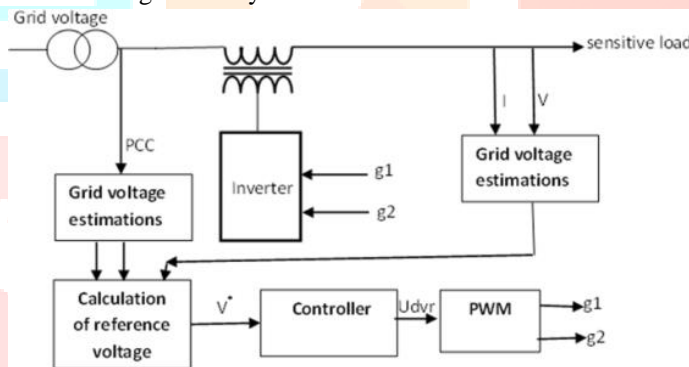 Grid voltage
sensitive load
I
V
PCC
Grid voltage
estimations
Inverter
g1
g2
Grid voltage
estimations
Calculation
of reference
voltage
V*
Controller
Udvr
PWM
g1
g2